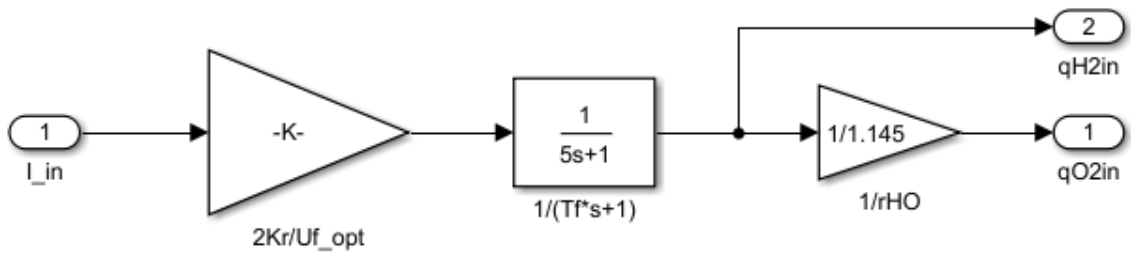 1
I_in
-K-
2Kr/Uf_opt
1
5s+1
1/(Tf*s+1)
1/1.145
1/rHO
2
qH2in
1
qO2in